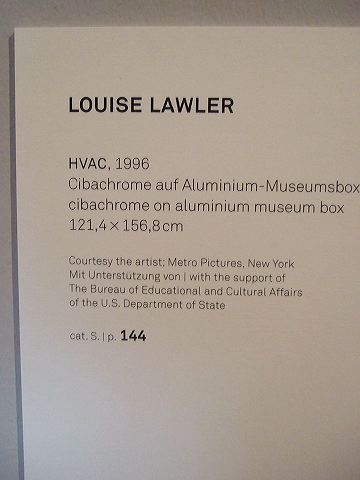 LOUISE LAWLER
HVAC, 1996
Cibachrome auf Aluminium-Museumsbox
cibachrome on aluminium museum box
121,4 × 156,8 cm
Courtesy the artist; Metro Pictures, New York
Mit Unterstützung von | with the support of
The Bureau of Educational and Cultural Affairs
of the U.S. Department of State
cat. S. | p. 144